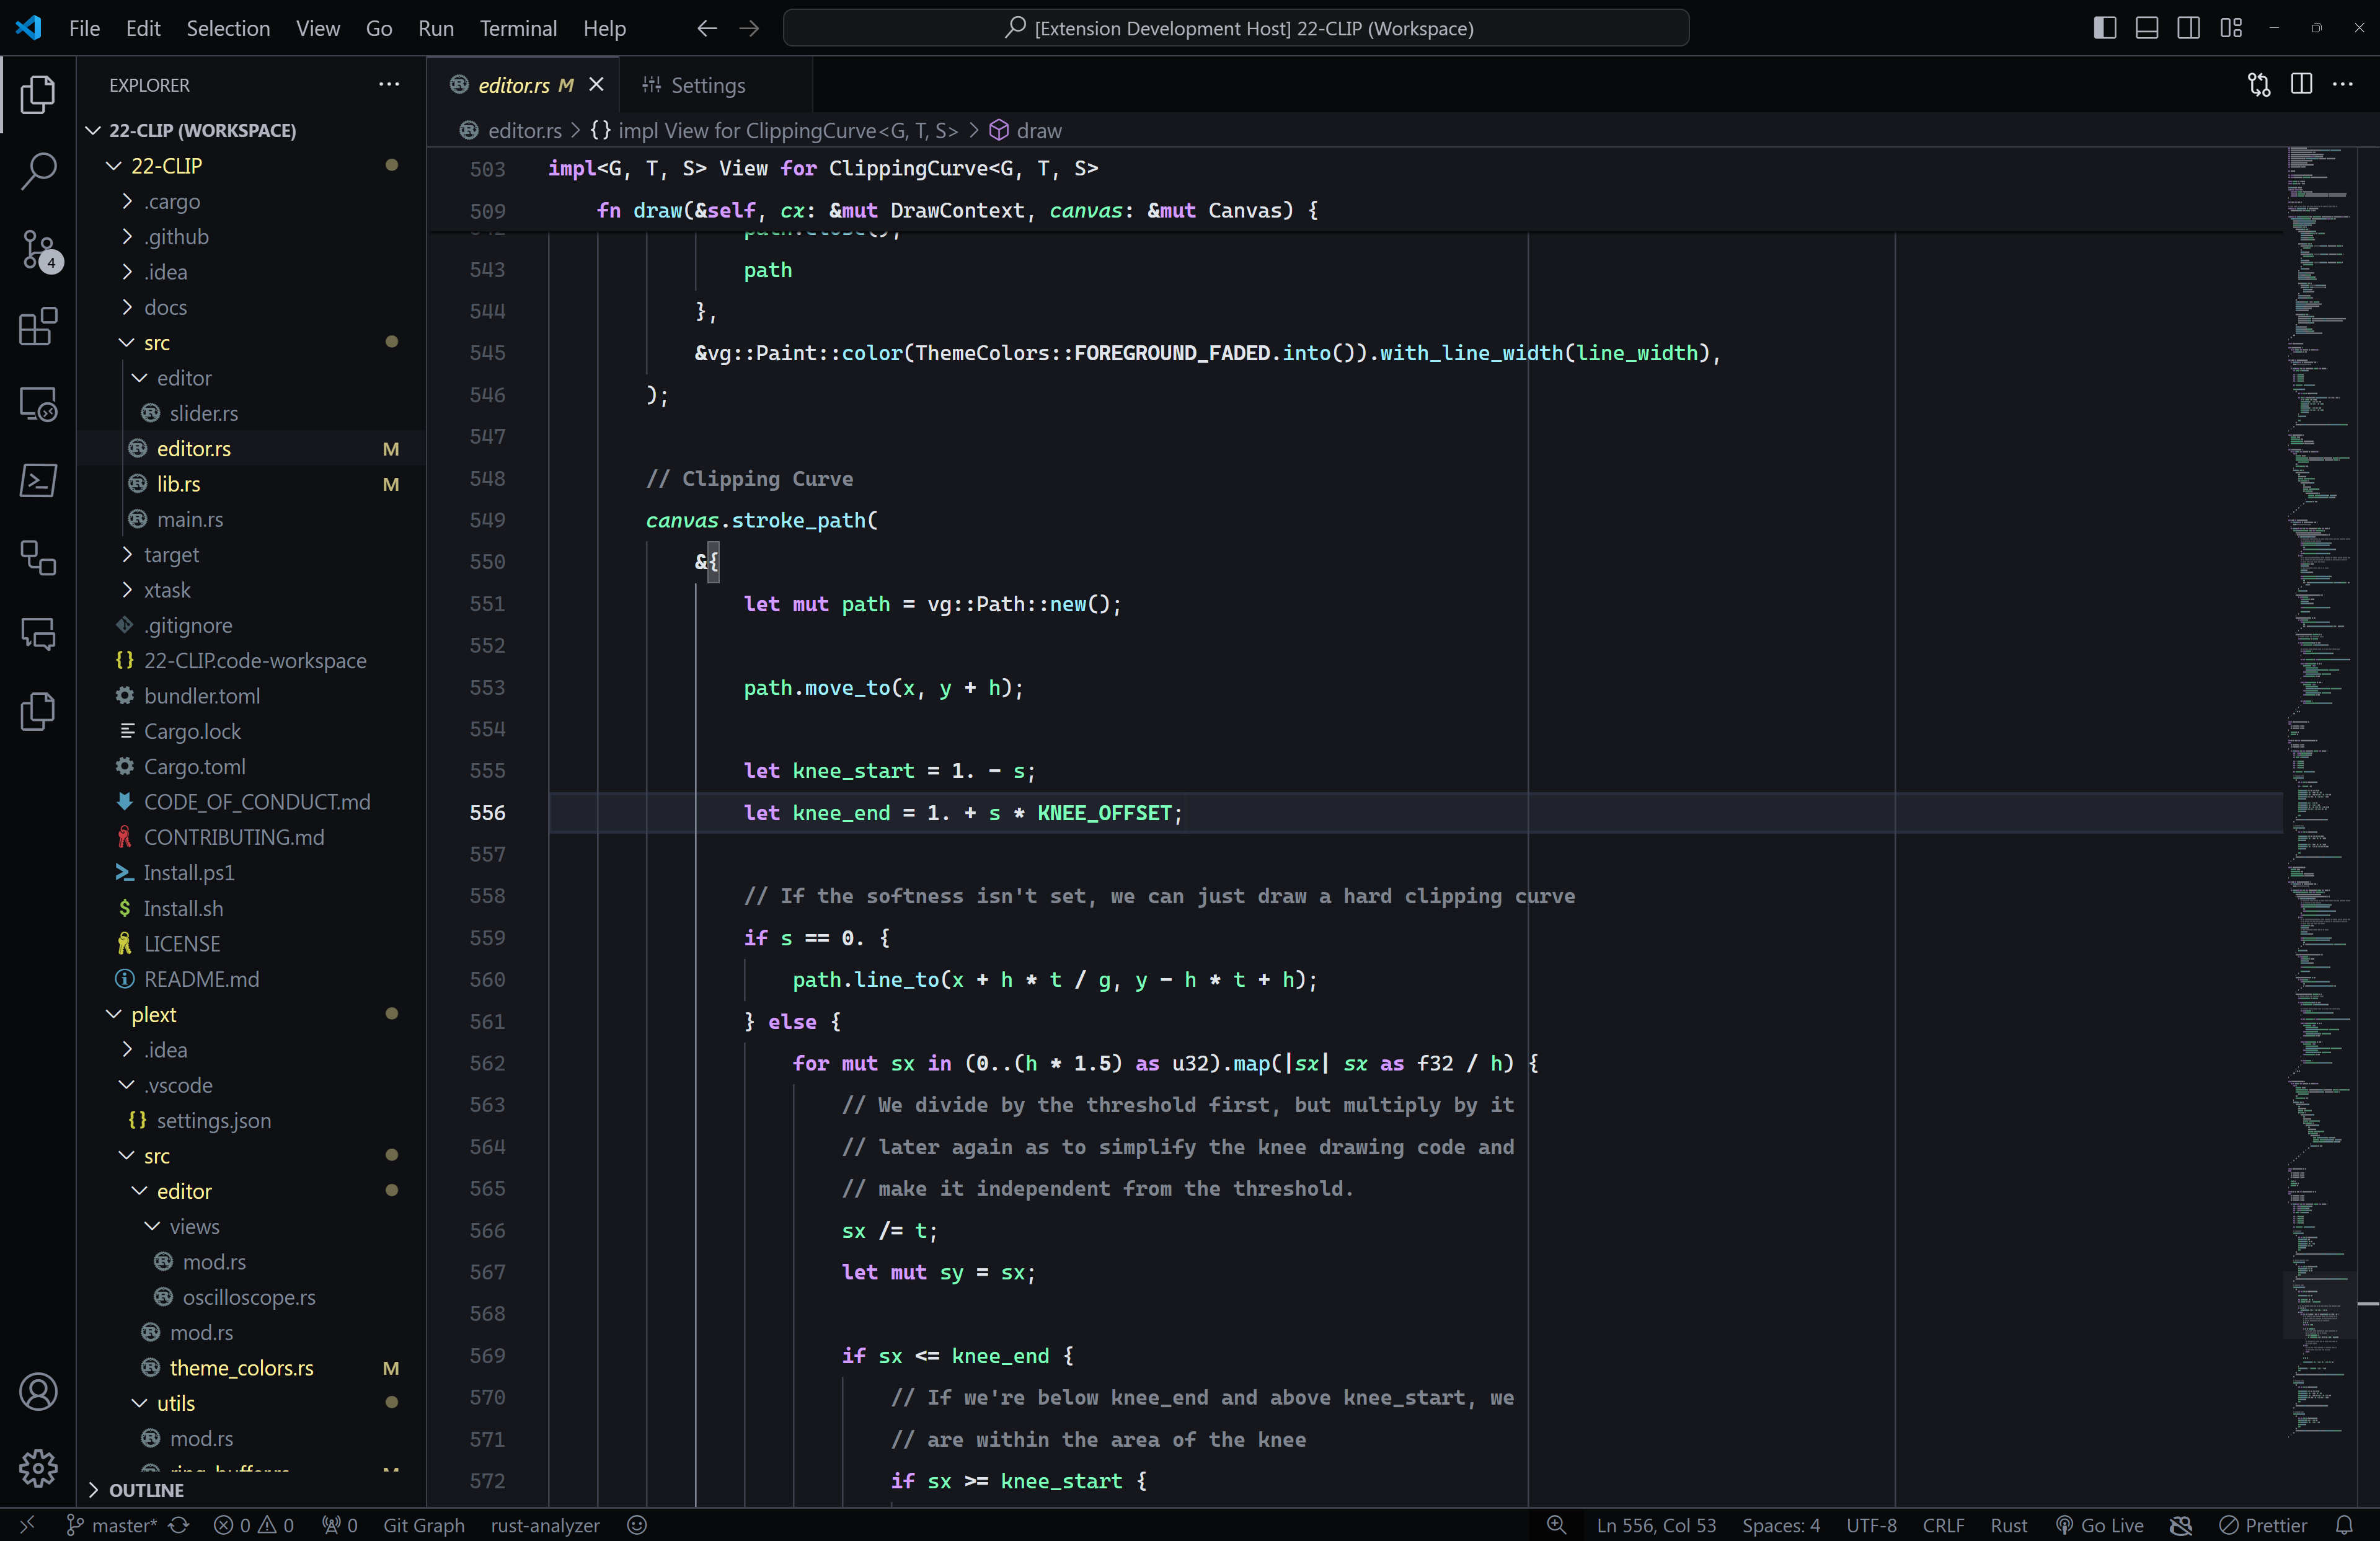 File Edit Selection View Go Run Terminal Help
[Extension Development Host] 22-CLIP (Workspace)
EXPLORER
22-CLIP (WORKSPACE)
22-CLIP
.cargo
.github
.idea
docs
src
editor
slider.rs
editor.rs M
lib.rs M
main.rs
target
xtask
.gitignore
22-CLIP.code-workspace
bundler.toml
Cargo.lock
Cargo.toml
CODE_OF_CONDUCT.md
CONTRIBUTING.md
Install.ps1
Install.sh
LICENSE
README.md
plext
.idea
.vscode
settings.json
src
editor
views
mod.rs
oscilloscope.rs
mod.rs
theme_colors.rs M
utils
mod.rs
ring_buffer.rs M
OUTLINE
4
editor.rs M Settings
editor.rs > {} impl View for ClippingCurve<G, T, S> > draw
503 impl<G, T, S> View for ClippingCurve<G, T, S>
509 fn draw(&self, cx: &mut DrawContext, canvas: &mut Canvas) {
542 path.close();
543 path
544 },
545 &vg::Paint::color(ThemeColors::FOREGROUND_FADED.into()).with_line_width(line_width),
546 );
547
548 // Clipping Curve
549 canvas.stroke_path(
550 &{
551 let mut path = vg::Path::new();
552
553 path.move_to(x, y + h);
554
555 let knee_start = 1. - s;
556 let knee_end = 1. + s * KNEE_OFFSET;
557
558 // If the softness isn't set, we can just draw a hard clipping curve
559 if s == 0. {
560 path.line_to(x + h * t / g, y - h * t + h);
561 } else {
562 for mut sx in (0..(h * 1.5) as u32).map(|sx| sx as f32 / h) {
563 // We divide by the threshold first, but multiply by it
564 // later again as to simplify the knee drawing code and
565 // make it independent from the threshold.
566 sx /= t;
567 let mut sy = sx;
568
569 if sx <= knee_end {
570 // If we're below knee_end and above knee_start, we
571 // are within the area of the knee
572 if sx >= knee_start {
master* 0 0 0 Git Graph rust-analyzer Ln 556, Col 53 Spaces: 4 UTF-8 CRLF Rust Go Live Prettier